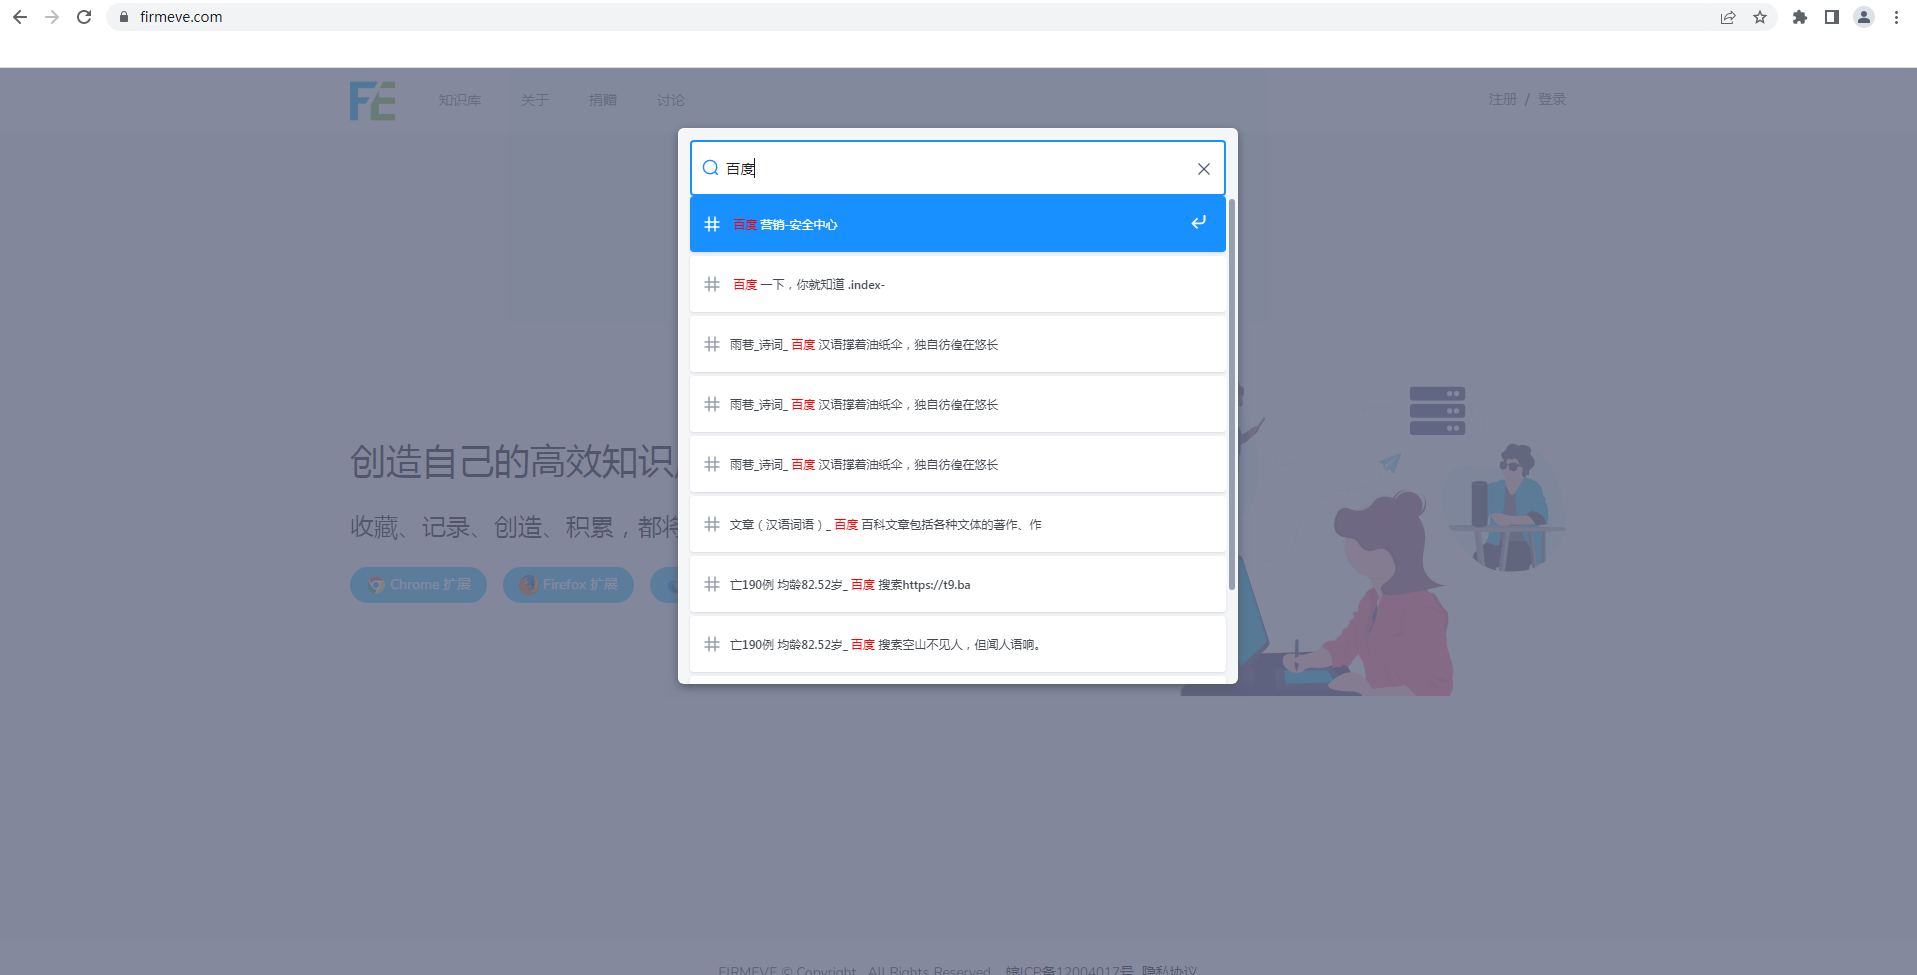 firmeve.com
FE 知识库 关于 捐赠 讨论 注册 / 登录
百度
百度 营销-安全中心
百度 一下，你就知道 .index-
雨巷_诗词_ 百度 汉语撑着油纸伞，独自彷徨在悠长
雨巷_诗词_ 百度 汉语撑着油纸伞，独自彷徨在悠长
雨巷_诗词_ 百度 汉语撑着油纸伞，独自彷徨在悠长
文章（汉语词语）_ 百度 百科文章包括各种文体的著作、作
亡190例 均龄82.52岁_ 百度 搜索https://t9.ba
亡190例 均龄82.52岁_ 百度 搜索空山不见人，但闻人语响。
创造自己的高效知识
收藏、记录、创造、积累，都将
Chrome 扩展 Firefox 扩展
FIRMEVE © Copyright . All Rights Reserved. 皖ICP备12004017号 隐私协议